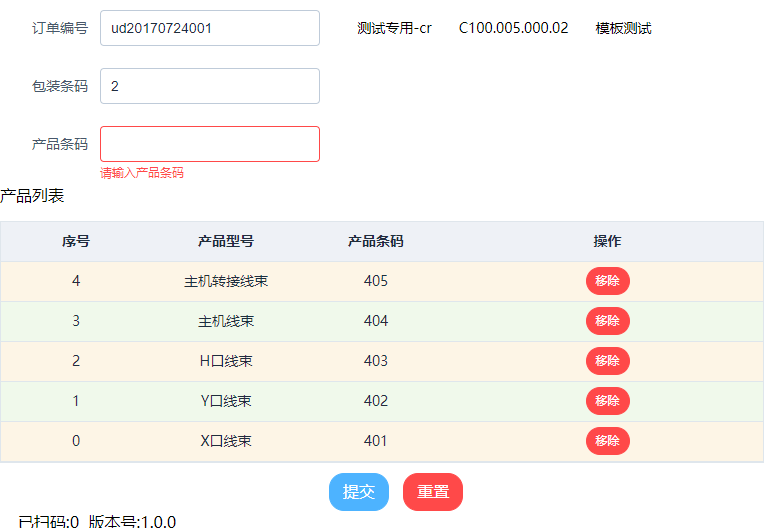 订单编号 ud20170724001 测试专用-cr C100.005.000.02 模板测试
包装条码 2
产品条码
请输入产品条码
产品列表
序号 产品型号 产品条码 操作
4 主机转接线束 405 移除
3 主机线束 404 移除
2 H口线束 403 移除
1 Y口线束 402 移除
0 X口线束 401 移除
提交 重置
已扫码:0 版本号:1.0.0